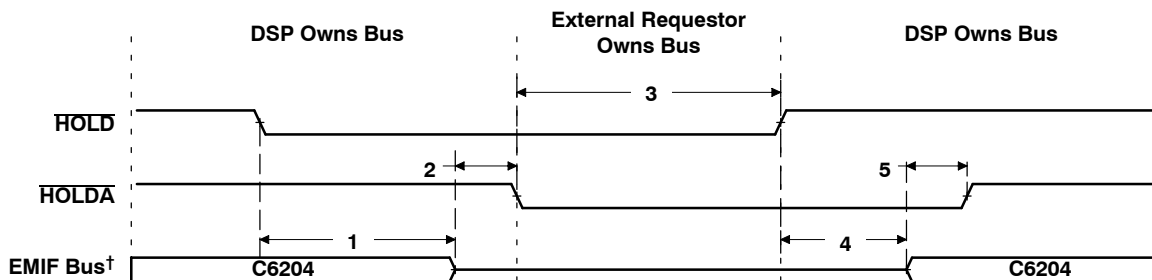 DSP Owns Bus
External Requestor
Owns Bus
DSP Owns Bus
3
HOLD
2
5
HOLDA
1
4
EMIF Bus†
C6204
C6204